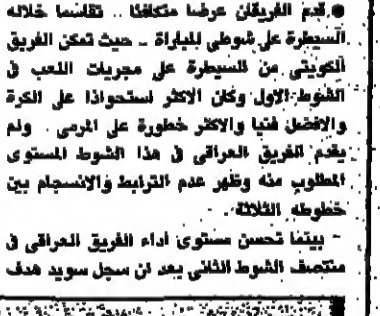 ● قدم الفريقان عرضا متكافئا .. تقاسما خلاله
السيطرة على شوطي المباراة - حيث تمكن الفريق
الكويتي من السيطرة على مجريات اللعب في
الشوط الاول وكان الاكثر استحواذا على الكرة
والافضل فنيا والاكثر خطورة على المرمى . ولم
يقدم الفريق العراقي في هذا الشوط المستوى
المطلوب منه وظهر عدم الترابط والانسجام بين
خطوطه الثلاثة .
- بينما تحسن مستوى اداء الفريق العراقي في
منتصف الشوط الثاني بعد ان سجل سويد هدف